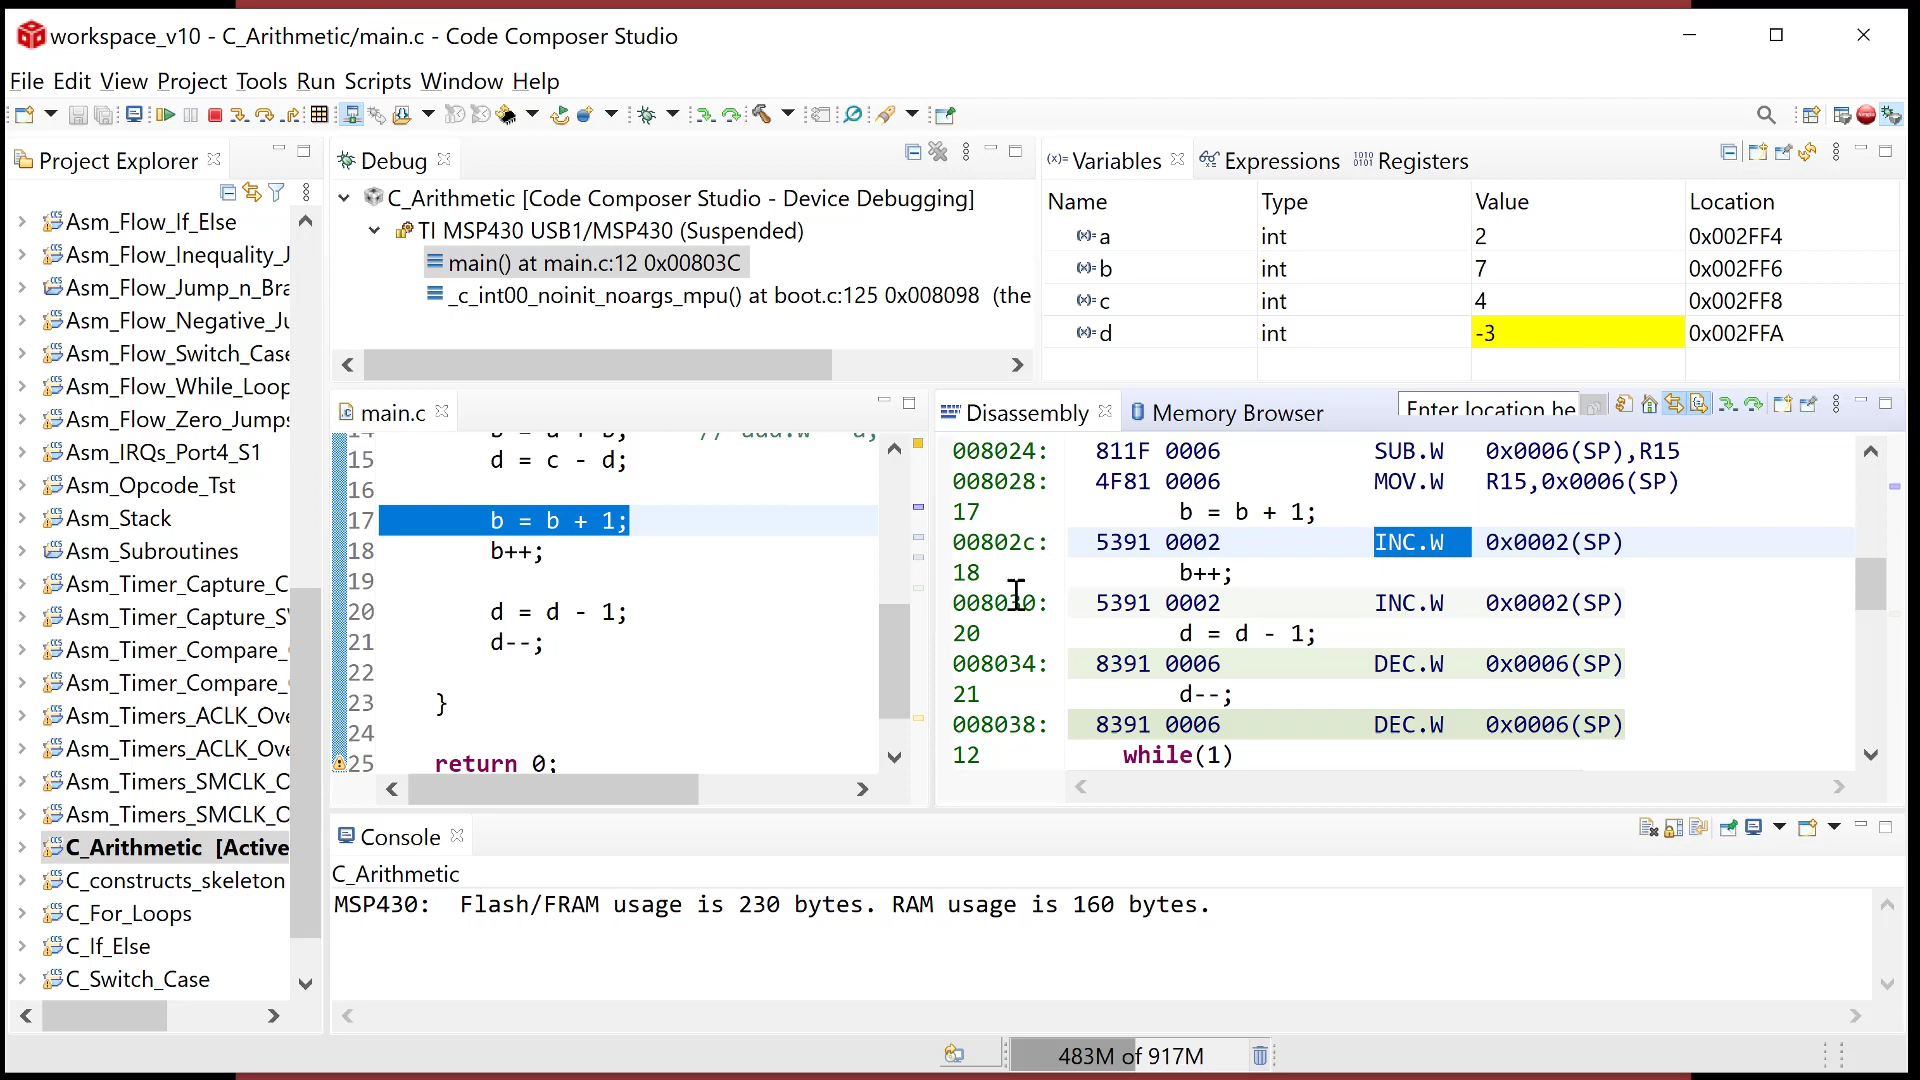 workspace_v10 - C_Arithmetic/main.c - Code Composer Studio
File Edit View Project Tools Run Scripts Window Help
Project Explorer
Asm_Flow_If_Else
Asm_Flow_Inequality_J
Asm_Flow_Jump_n_Bra
Asm_Flow_Negative_Ju
Asm_Flow_Switch_Case
Asm_Flow_While_Loop
Asm_Flow_Zero_Jumps
Asm_IRQs_Port4_S1
Asm_Opcode_Tst
Asm_Stack
Asm_Subroutines
Asm_Timer_Capture_C
Asm_Timer_Capture_S
Asm_Timer_Compare_
Asm_Timer_Compare_
Asm_Timers_ACLK_Ove
Asm_Timers_ACLK_Ove
Asm_Timers_SMCLK_O
Asm_Timers_SMCLK_O
C_Arithmetic [Active
C_constructs_skeleton
C_For_Loops
C_If_Else
C_Switch_Case
Debug
C_Arithmetic [Code Composer Studio - Device Debugging]
TI MSP430 USB1/MSP430 (Suspended)
main() at main.c:12 0x00803C
_c_int00_noinit_noargs_mpu() at boot.c:125 0x008098 (the
Variables Expressions Registers
Name Type Value Location
a int 2 0x002FF4
b int 7 0x002FF6
c int 4 0x002FF8
d int -3 0x002FFA
main.c
15 d = c - d;
16
17 b = b + 1;
18 b++;
19
20 d = d - 1;
21 d--;
22
23 }
24
25 return 0;
Disassembly Memory Browser Enter location he
008024: 811F 0006 SUB.W 0x0006(SP),R15
008028: 4F81 0006 MOV.W R15,0x0006(SP)
17 b = b + 1;
00802c: 5391 0002 INC.W 0x0002(SP)
18 b++;
008030: 5391 0002 INC.W 0x0002(SP)
20 d = d - 1;
008034: 8391 0006 DEC.W 0x0006(SP)
21 d--;
008038: 8391 0006 DEC.W 0x0006(SP)
12 while(1)
Console
C_Arithmetic
MSP430: Flash/FRAM usage is 230 bytes. RAM usage is 160 bytes.
483M of 917M